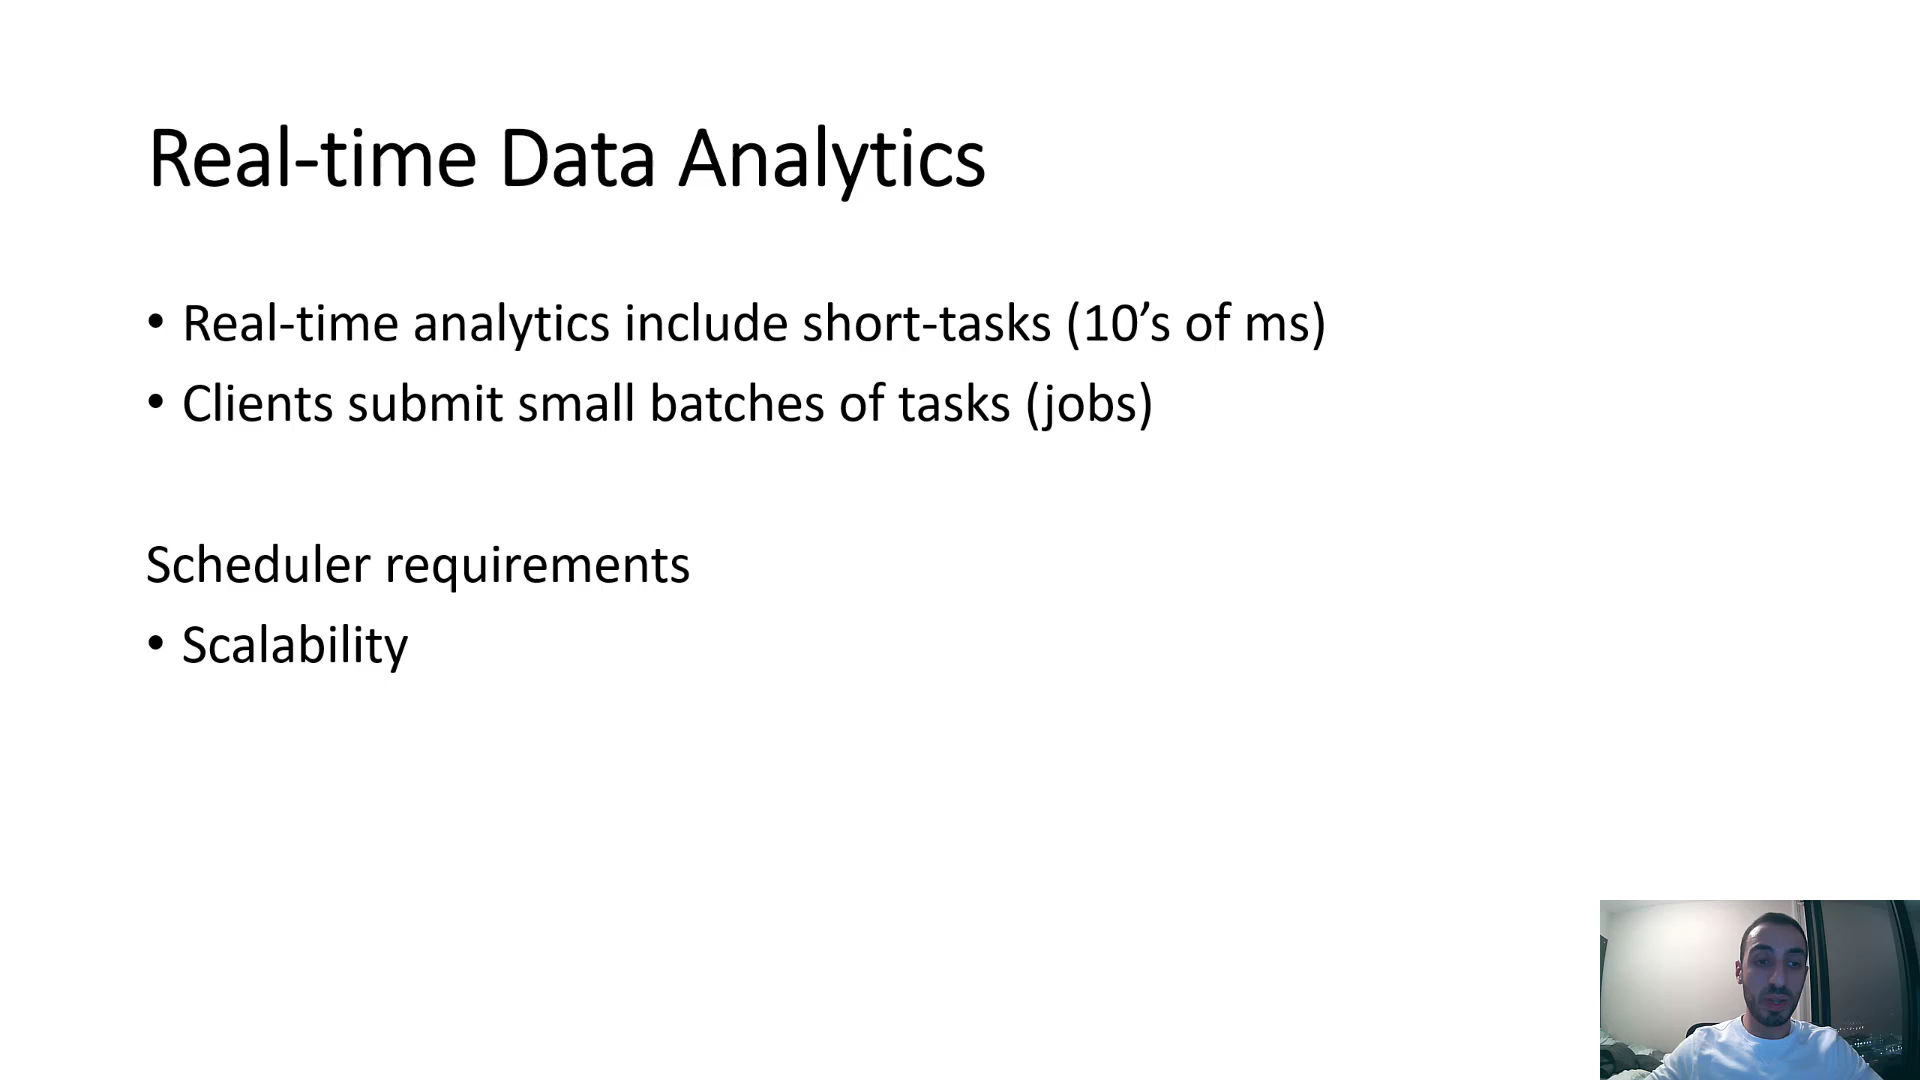 Real-time Data Analytics
• Real-time analytics include short-tasks (10’s of ms)
• Clients submit small batches of tasks (jobs)
Scheduler requirements
• Scalability